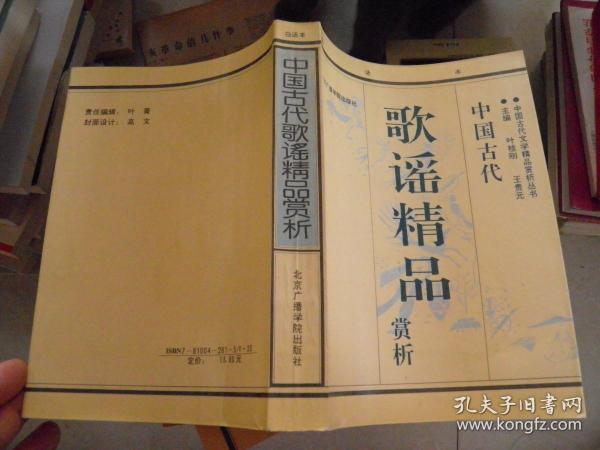 白话本
中国古代歌谣精品赏析
北京广播学院出版社
责任编辑：叶菁
封面设计：高文
定价：
中国古代文学精品赏析丛书
主编 叶桂刚 王贵元
中国古代
歌谣精品
赏析
孔夫子旧书网
www.kongfz.com